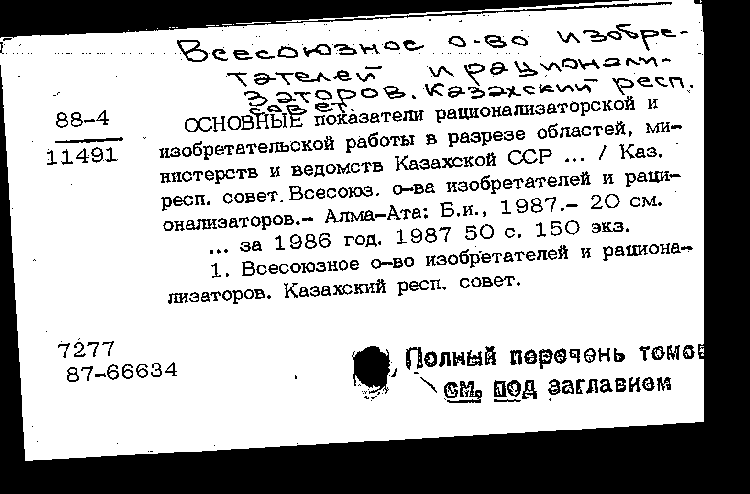 Всесоюзное о-во изобре-
тателей и рационали-
заторов. Казахский респ.
совет.
88-4
11491
ОСНОВНЫЕ показатели рационализаторской и
изобретательской работы в разрезе областей, ми-
нистерств и ведомств Казахской ССР ... / Каз.
респ. совет. Всесоюз. о-ва изобретателей и раци-
онализаторов.- Алма-Ата: Б.и., 1987.- 20 см.
... за 1986 год. 1987 50 с. 150 экз.
1. Всесоюзное о-во изобретателей и рациона-
лизаторов. Казахский респ. совет.
7277
87-66634
Полный перечень томов
см. под заглавием